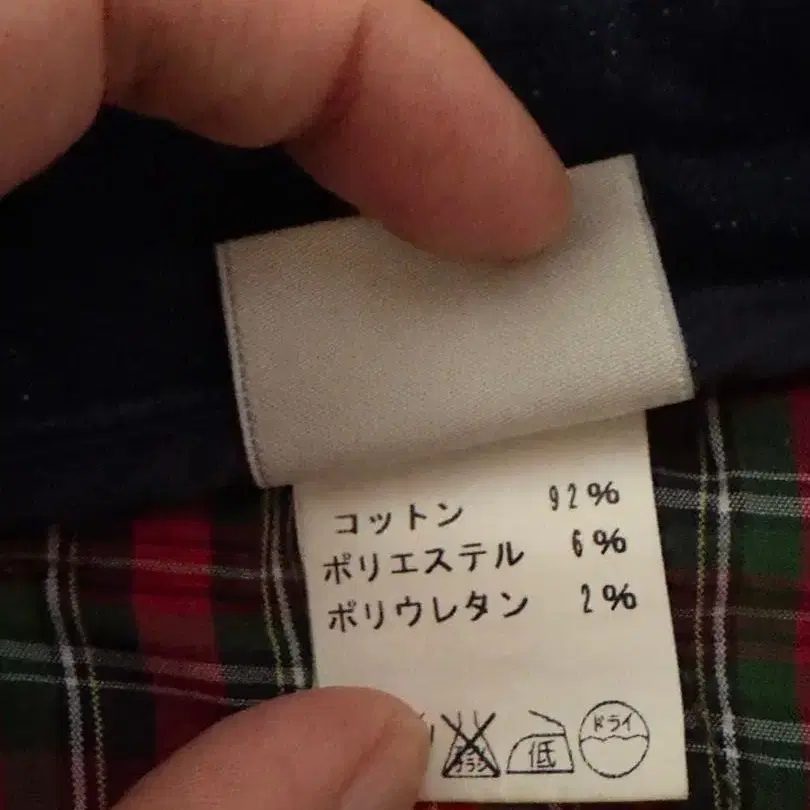 コットン 92%
ポリエステル 6%
ポリウレタン 2%
低 ドライ